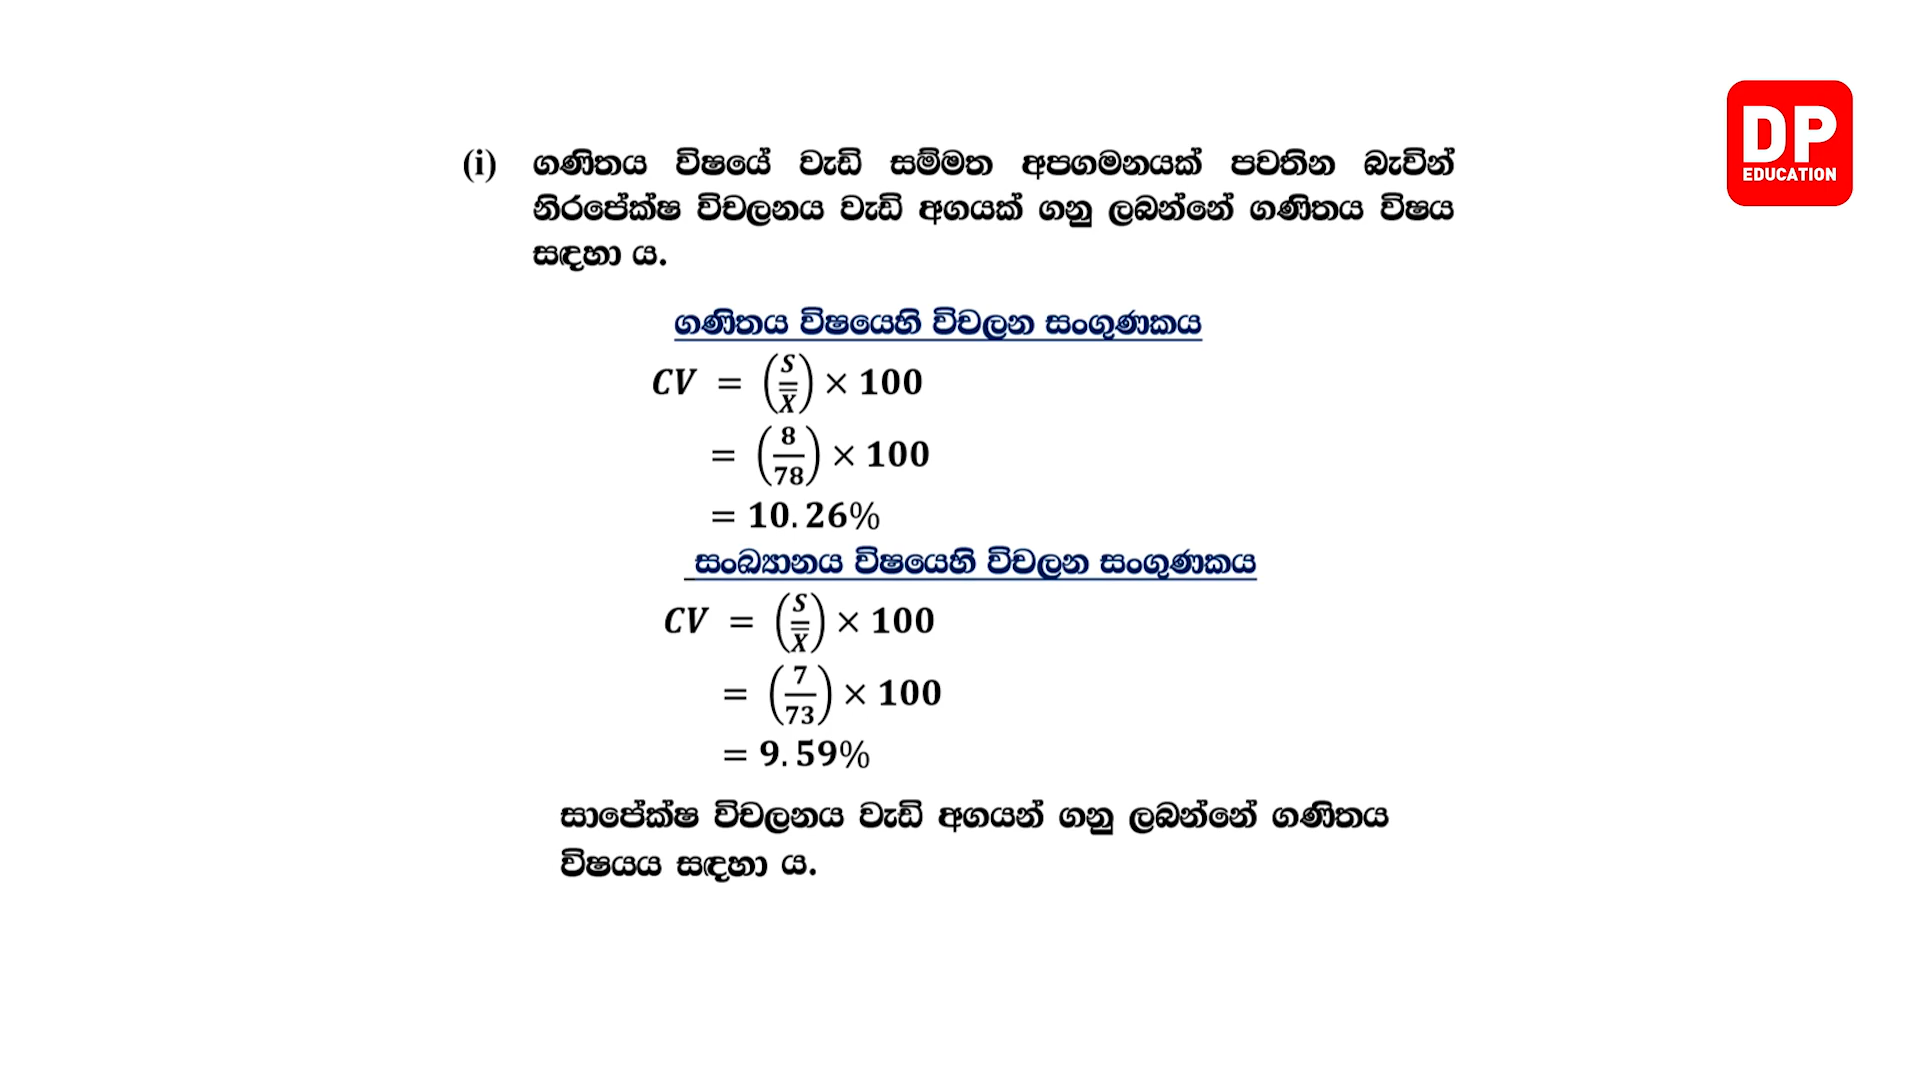 DP
EDUCATION
(i) ගණිතය විෂයේ වැඩි සම්මත අපගමනයක් පවතින බැවින්
නිරපේක්ෂ විචලනය වැඩි අගයක් ගනු ලබන්නේ ගණිතය විෂය
සඳහා ය.
ගණිතය විෂයෙහි විචලන සංගුණකය
CV = (S/X̄) × 100
= (8/78) × 100
= 10.26%
සංඛ්‍යානය විෂයෙහි විචලන සංගුණකය
CV = (S/X̄) × 100
= (7/73) × 100
= 9.59%
සාපේක්ෂ විචලනය වැඩි අගයන් ගනු ලබන්නේ ගණිතය
විෂයය සඳහා ය.